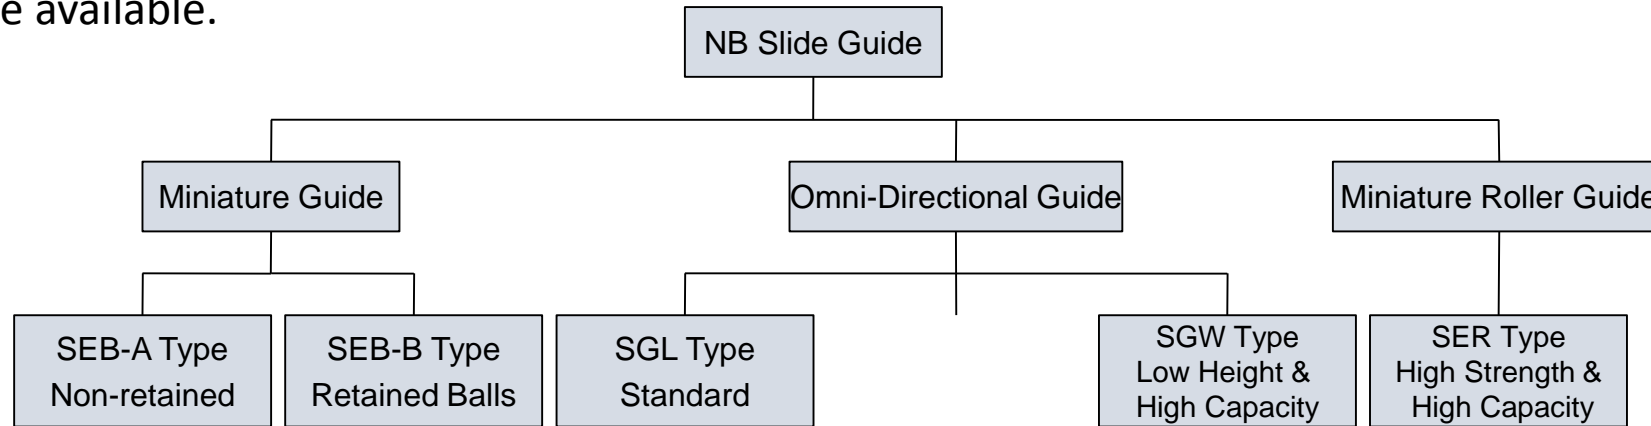 e available.
NB Slide Guide
Miniature Guide
Omni-Directional Guide
Miniature Roller Guide
SEB-A Type
Non-retained
SEB-B Type
Retained Balls
SGL Type
Standard
SGW Type
Low Height &
High Capacity
SER Type
High Strength &
High Capacity